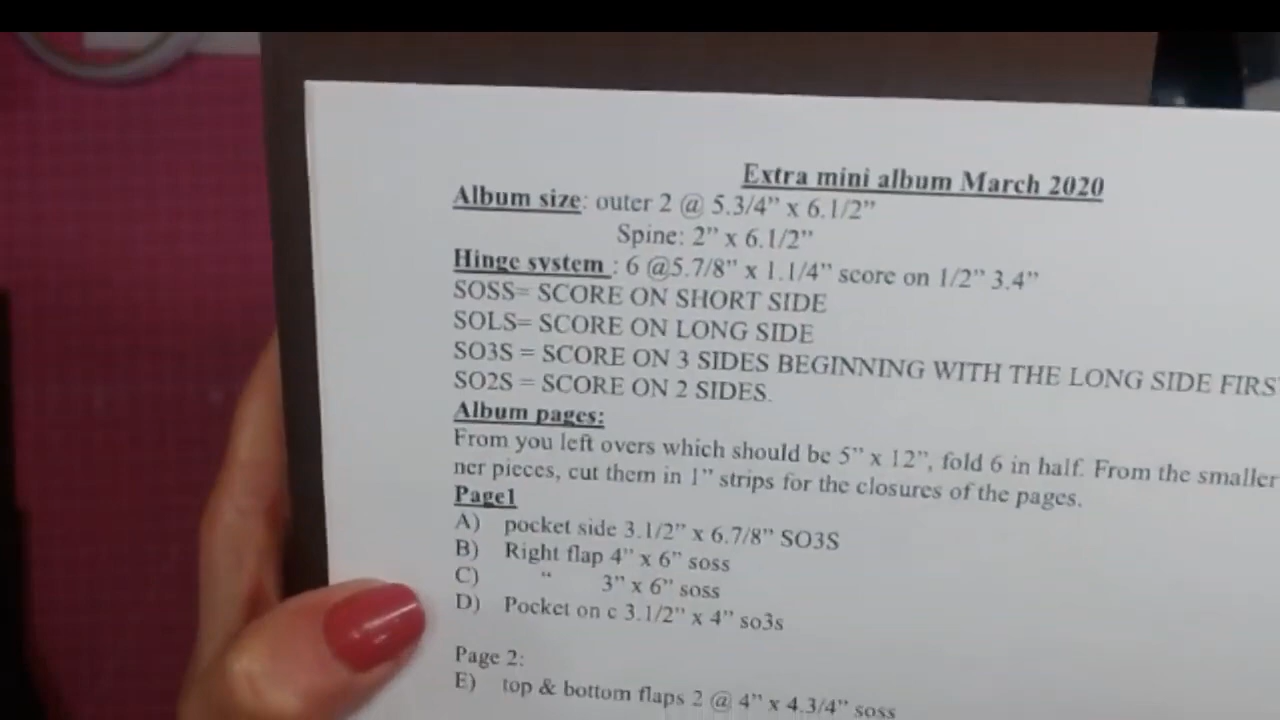 Extra mini album March 2020
Album size: outer 2 @ 5.3/4” x 6.1/2”
Spine: 2” x 6.1/2”
Hinge system : 6 @5.7/8” x 1.1/4” score on 1/2” 3.4”
SOSS= SCORE ON SHORT SIDE
SOLS= SCORE ON LONG SIDE
SO3S = SCORE ON 3 SIDES BEGINNING WITH THE LONG SIDE FIRS
SO2S = SCORE ON 2 SIDES.
Album pages:
From you left overs which should be 5” x 12”, fold 6 in half. From the smaller
ner pieces, cut them in 1” strips for the closures of the pages.
Page1
A) pocket side 3.1/2” x 6.7/8” SO3S
B) Right flap 4” x 6” soss
C) “ 3” x 6” soss
D) Pocket on c 3.1/2” x 4” so3s
Page 2:
E) top & bottom flaps 2 @ 4” x 4.3/4” soss